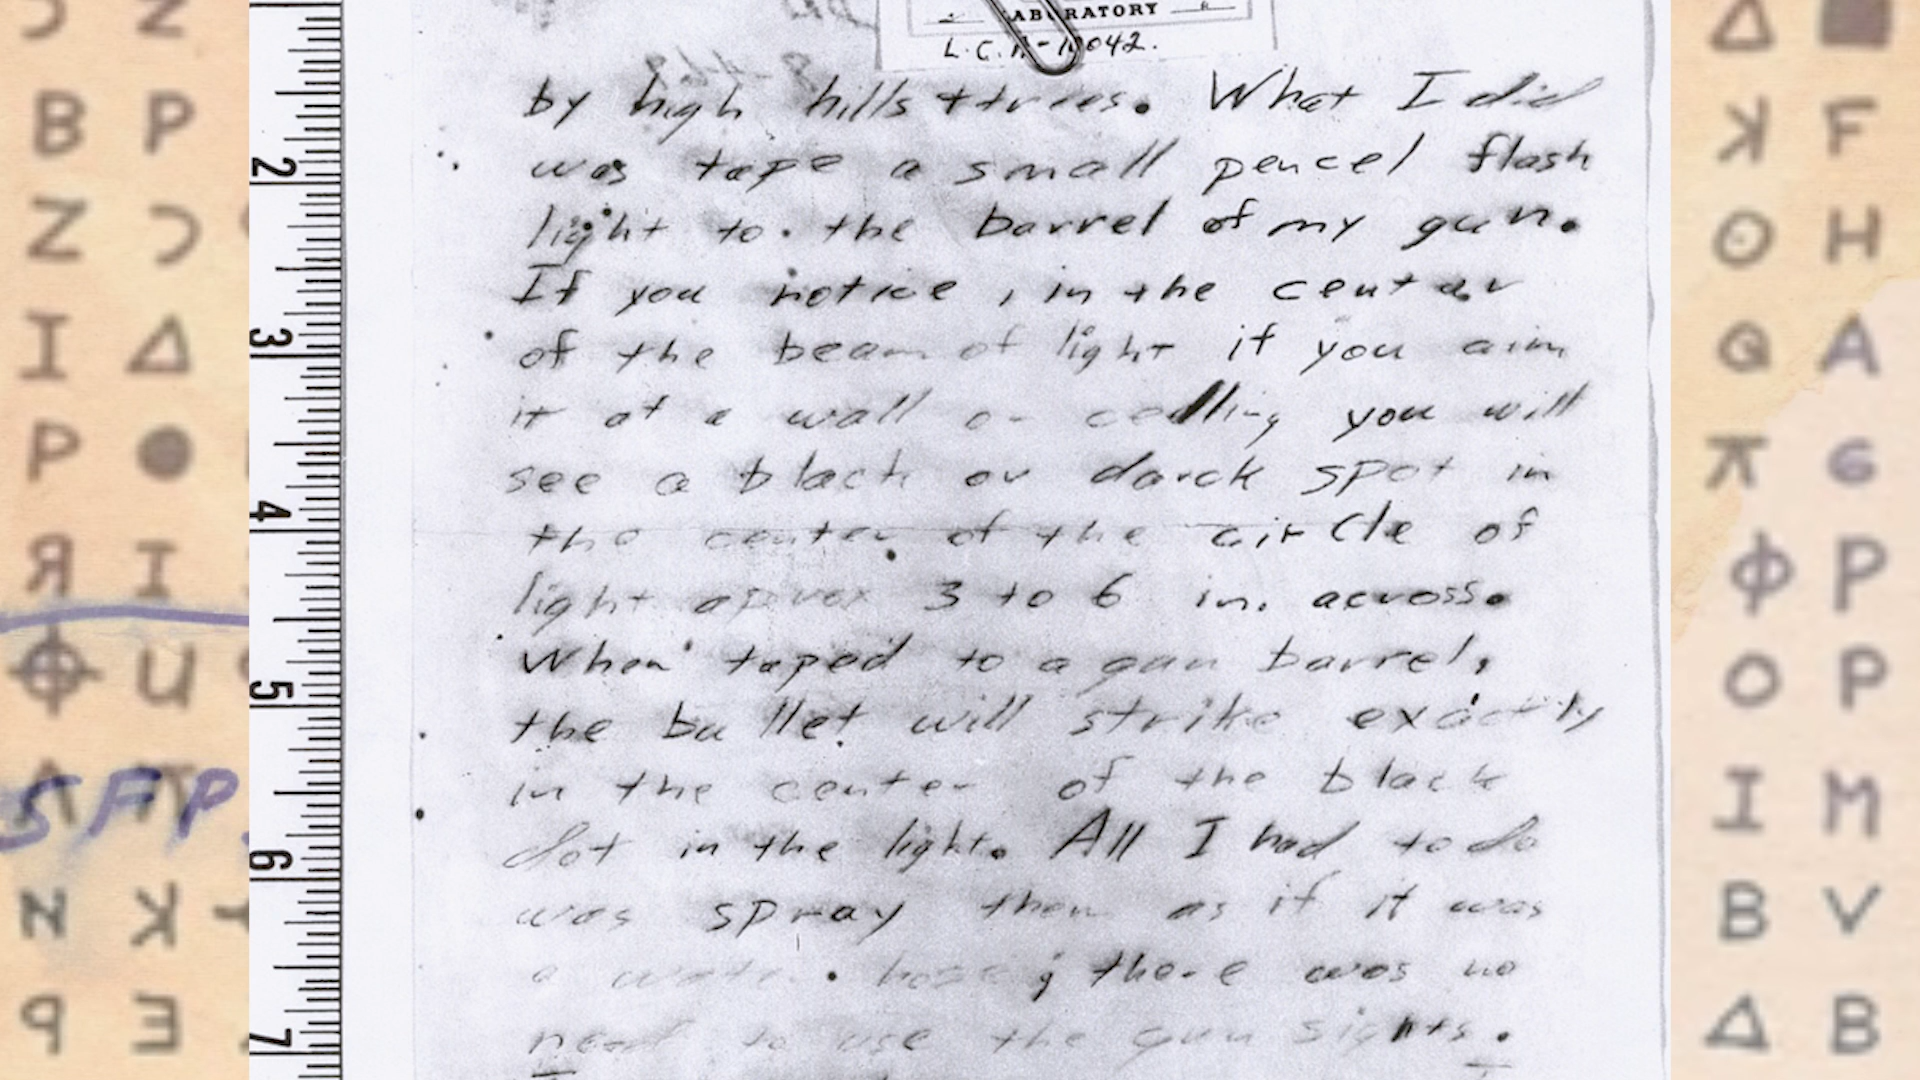 LABORATORY
L.C.N-10042.
by high hills + trees. What I did
was tape a small pencel flash
light to the barrel of my gun.
If you notice, in the center
of the beam of light if you aim
it at a wall or ceilling you will
see a black or darck spot in
the center of the circle of
light aprox 3 to 6 in. across.
When taped to a gun barrel,
the bullet will strike exactly
in the center of the black
dot in the light. All I had to do
was spray them as if it was
a water hose; there was no
need to use the gun sights.
2
3
4
5
6
7
B P
Z
I Δ
P
Я I
U
SFP
K
Δ
F
O H
A
6
Φ P
O P
I M
B V
Δ B